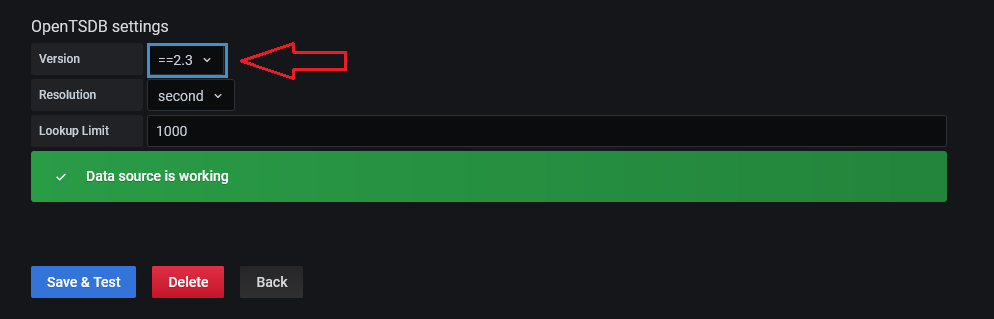 OpenTSDB settings
Version ==2.3
Resolution second
Lookup Limit 1000
Data source is working
Save & Test Delete Back